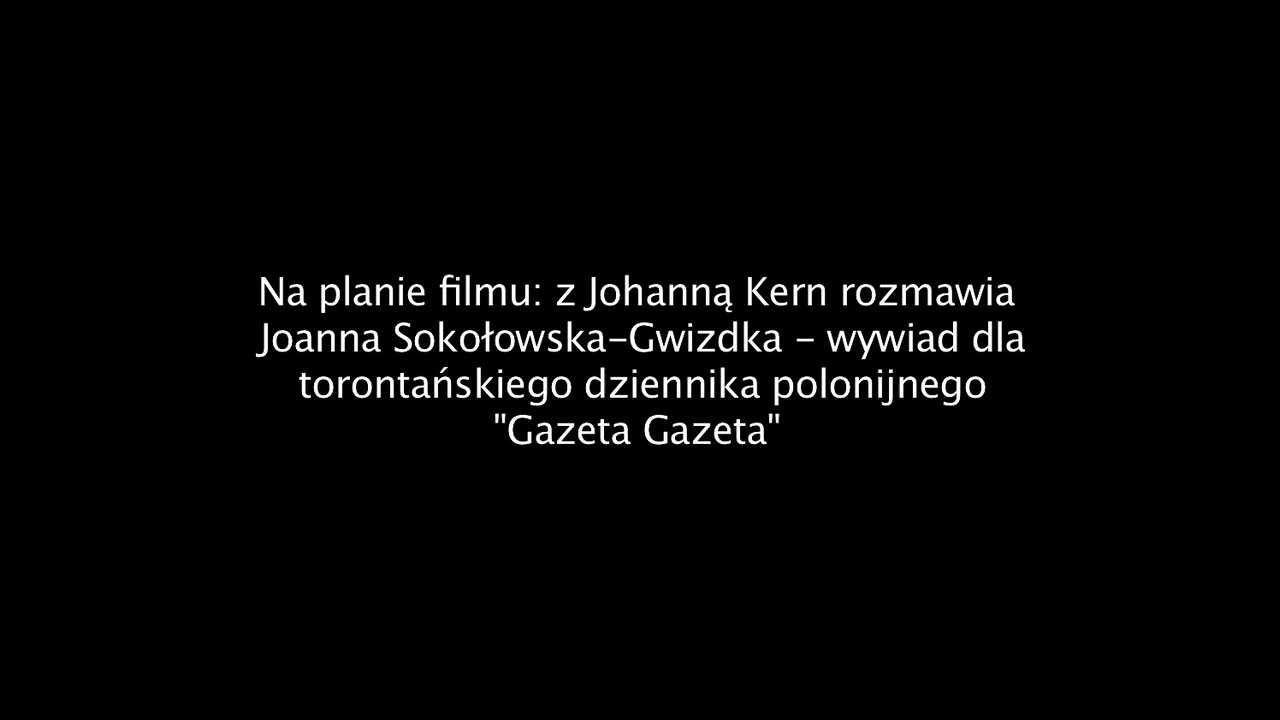 Na planie filmu: z Johanną Kern rozmawia
Joanna Sokołowska-Gwizdka - wywiad dla
torontańskiego dziennika polonijnego
"Gazeta Gazeta"